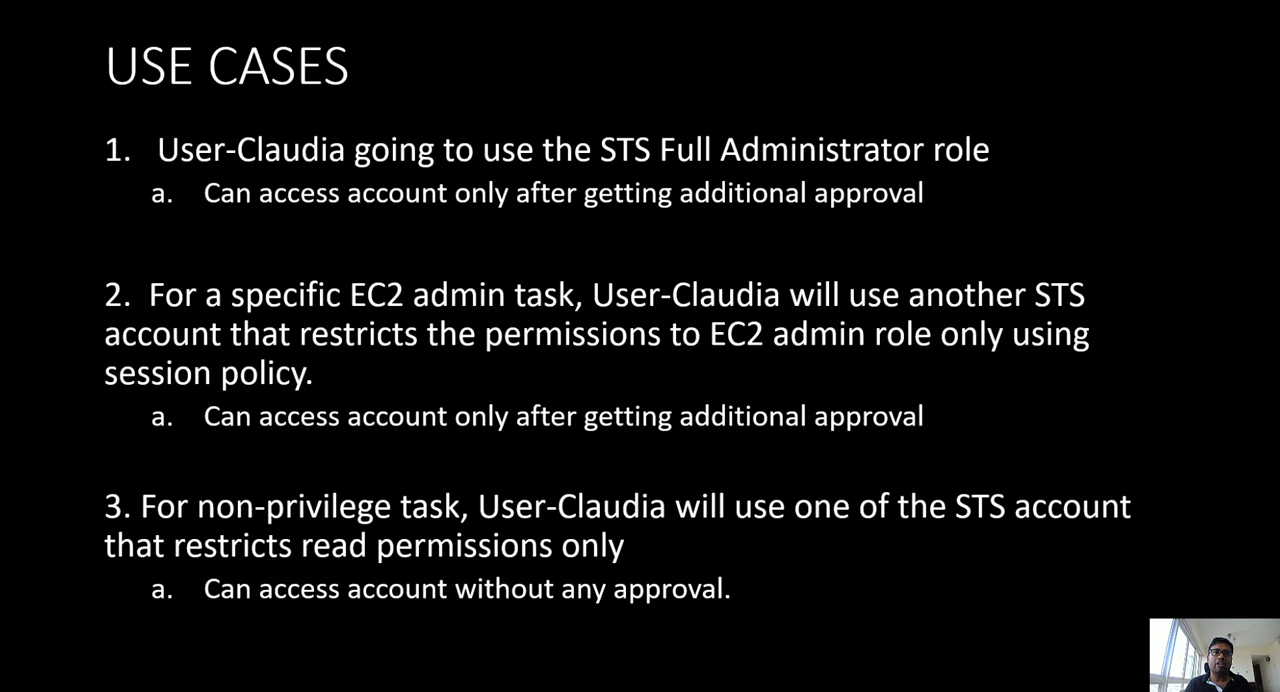 USE CASES
1. User-Claudia going to use the STS Full Administrator role
a. Can access account only after getting additional approval
2. For a specific EC2 admin task, User-Claudia will use another STS
account that restricts the permissions to EC2 admin role only using
session policy.
a. Can access account only after getting additional approval
3. For non-privilege task, User-Claudia will use one of the STS account
that restricts read permissions only
a. Can access account without any approval.